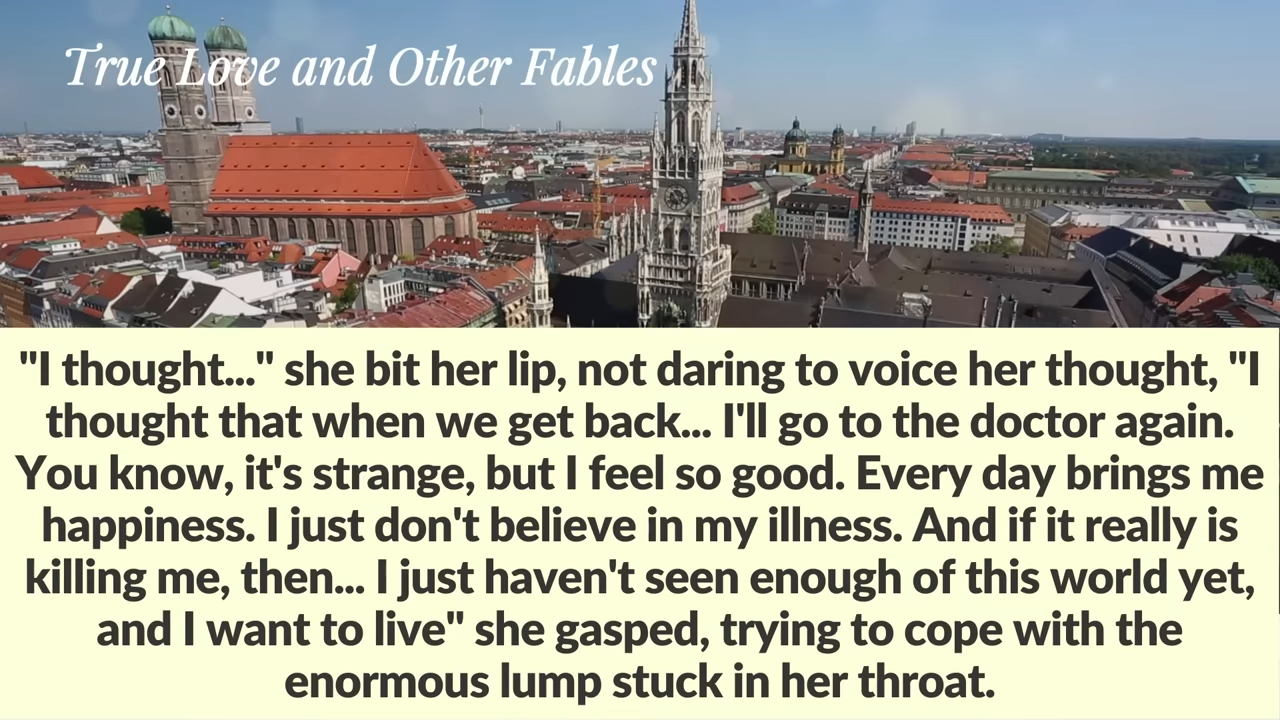 True Love and Other Fables
"I thought..." she bit her lip, not daring to voice her thought, "I
thought that when we get back... I'll go to the doctor again.
You know, it's strange, but I feel so good. Every day brings me
happiness. I just don't believe in my illness. And if it really is
killing me, then... I just haven't seen enough of this world yet,
and I want to live" she gasped, trying to cope with the
enormous lump stuck in her throat.